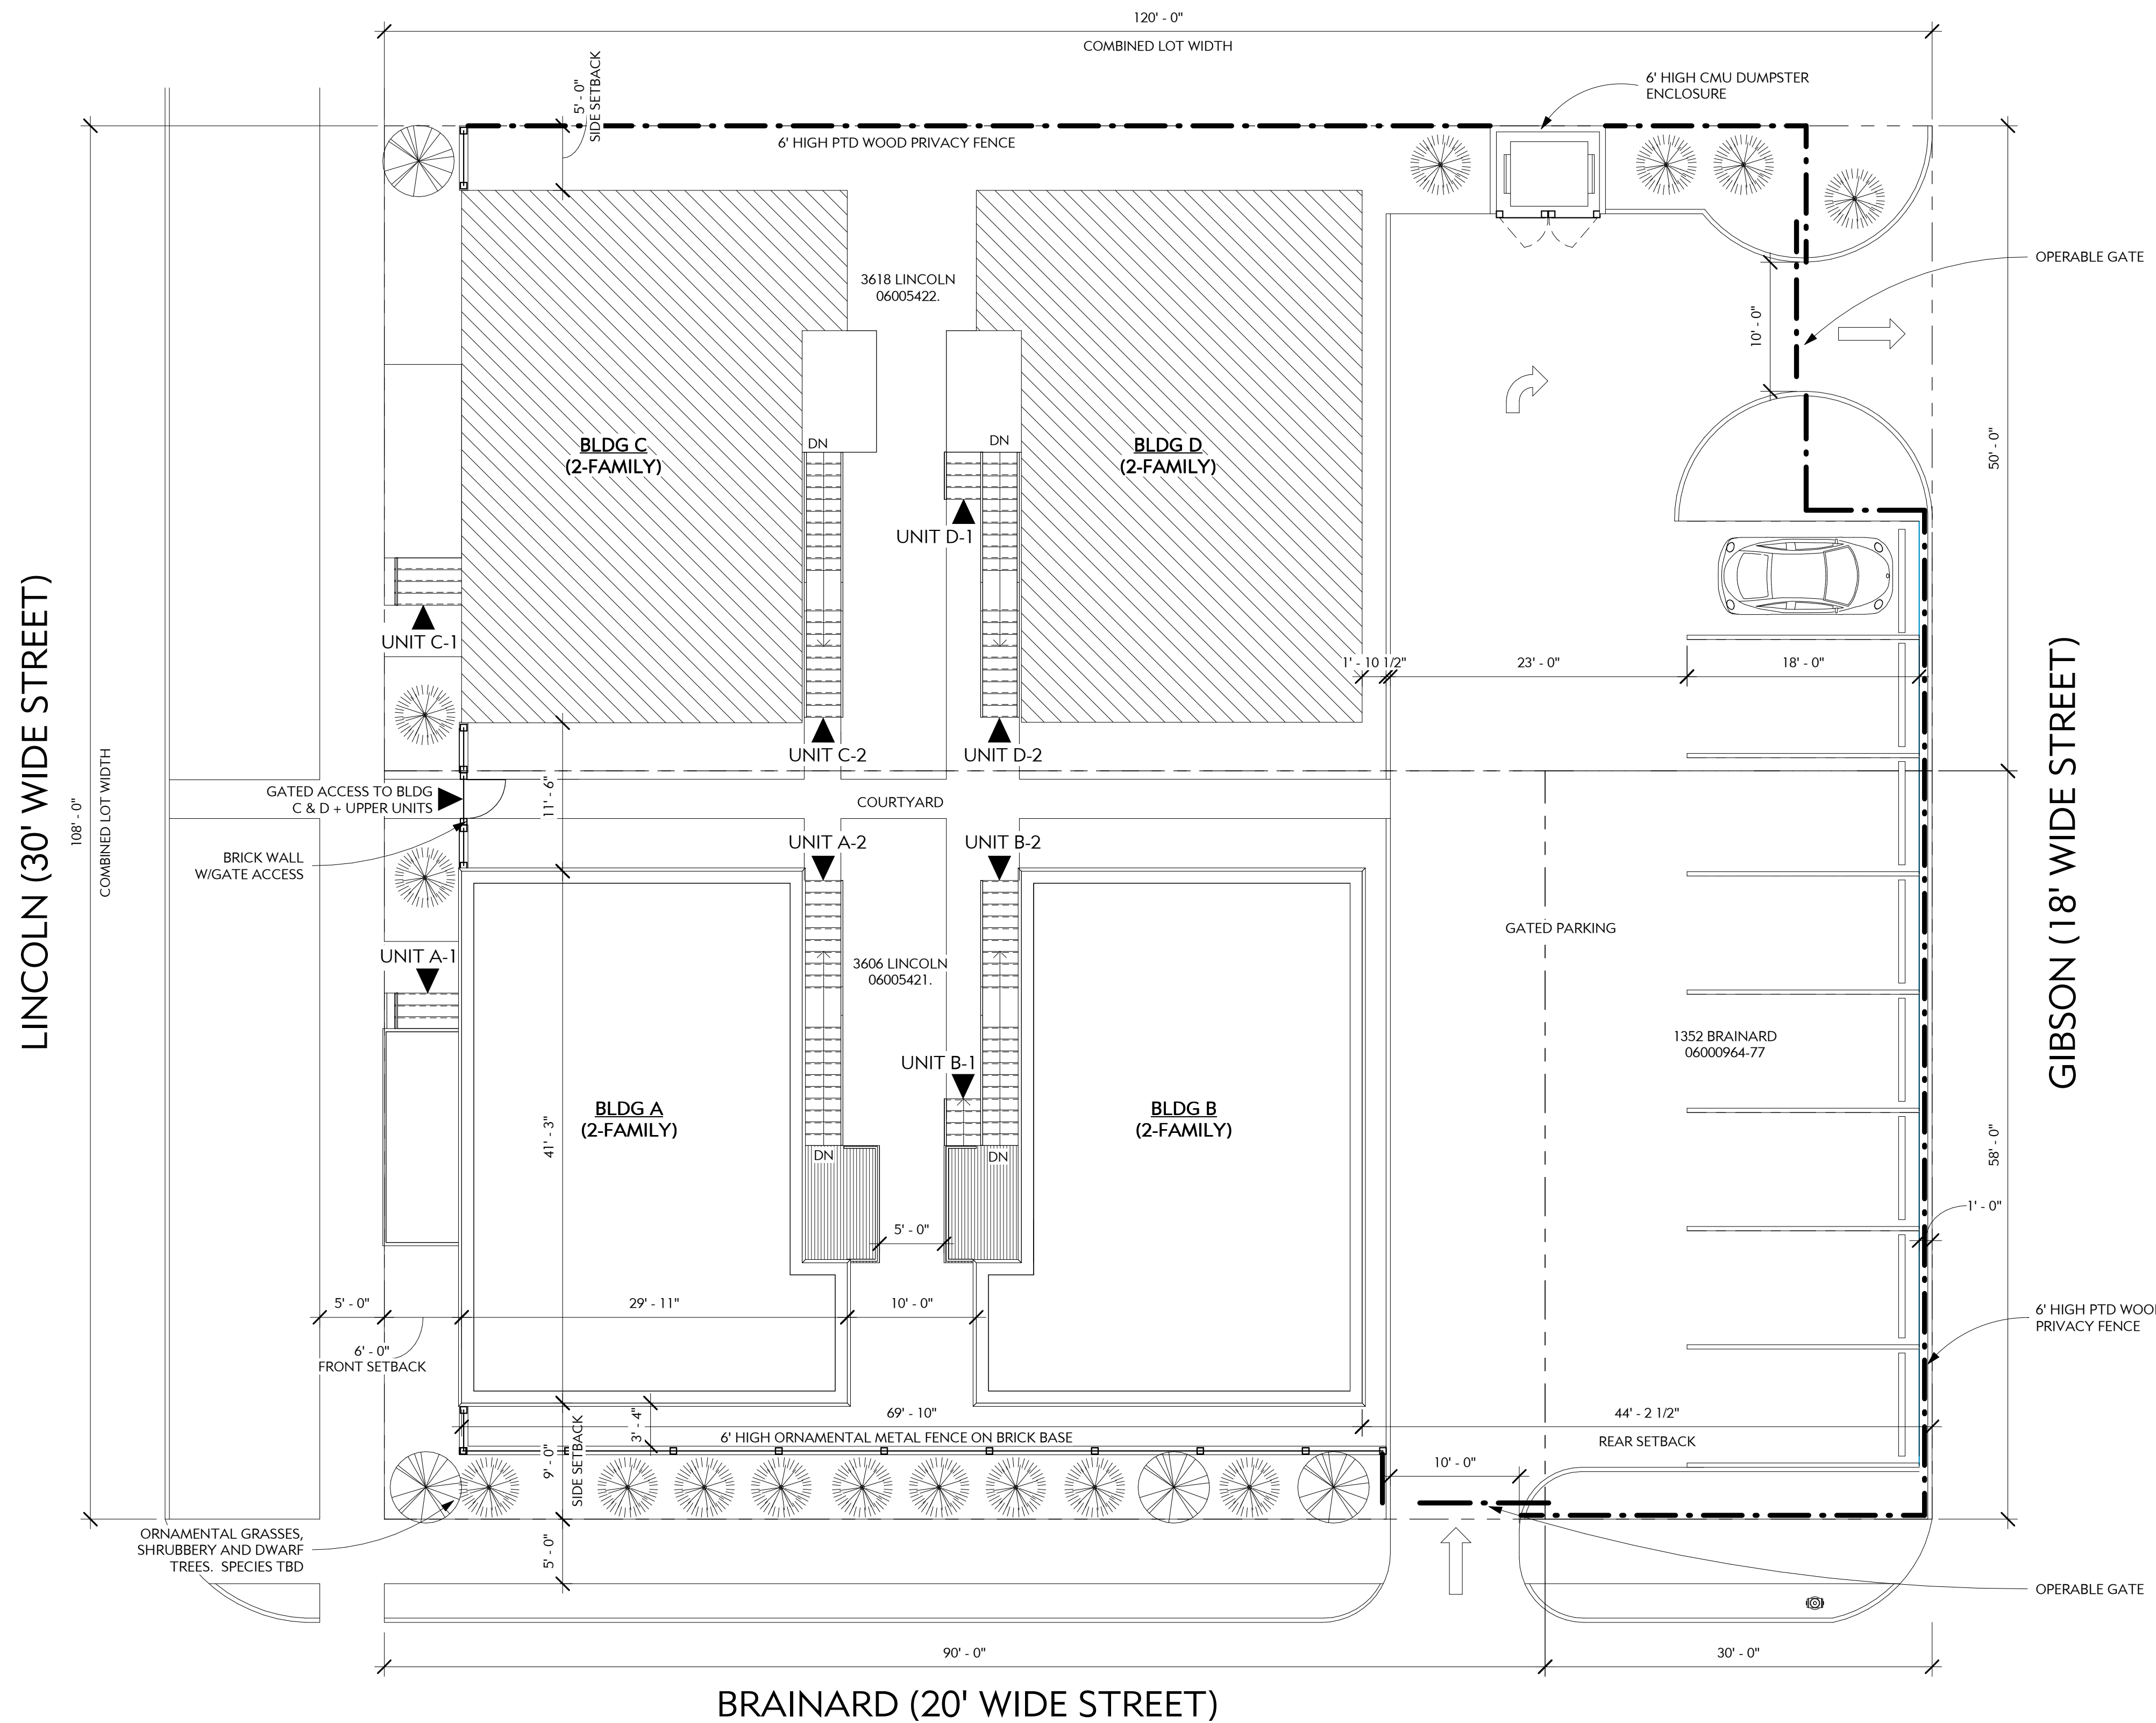 120' - 0"
COMBINED LOT WIDTH
5' - 0"
SIDE SETBACK
6' HIGH CMU DUMPSTER
ENCLOSURE
6' HIGH PTD WOOD PRIVACY FENCE
3618 LINCOLN
06005422.
OPERABLE GATE
10' - 0"
BLDG C
(2-FAMILY)
DN
DN
BLDG D
(2-FAMILY)
50' - 0"
UNIT D-1
UNIT C-1
1' - 10 1/2"
23' - 0"
18' - 0"
UNIT C-2
UNIT D-2
LINCOLN (30' WIDE STREET)
108' - 0"
COMBINED LOT WIDTH
GIBSON (18' WIDE STREET)
GATED ACCESS TO BLDG
C & D + UPPER UNITS
11' - 6"
COURTYARD
UNIT A-2
UNIT B-2
BRICK WALL
W/GATE ACCESS
GATED PARKING
UNIT A-1
3606 LINCOLN
06005421.
1352 BRAINARD
06000964-77
UNIT B-1
BLDG A
(2-FAMILY)
41' - 3"
BLDG B
(2-FAMILY)
DN
DN
58' - 0"
1' - 0"
5' - 0"
5' - 0"
29' - 11"
10' - 0"
6' HIGH PTD WOO
PRIVACY FENCE
6' - 0"
FRONT SETBACK
69' - 10"
44' - 2 1/2"
3' - 4"
6' HIGH ORNAMENTAL METAL FENCE ON BRICK BASE
REAR SETBACK
9' - 0"
SIDE SETBACK
10' - 0"
ORNAMENTAL GRASSES,
SHRUBBERY AND DWARF
TREES. SPECIES TBD
5' - 0"
OPERABLE GATE
90' - 0"
30' - 0"
BRAINARD (20' WIDE STREET)